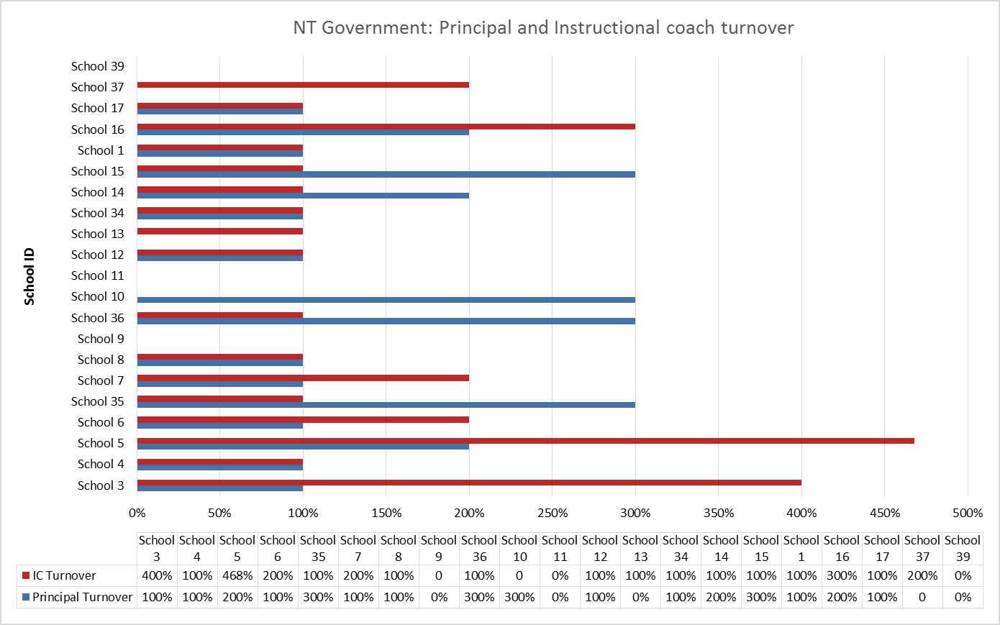 NT Government: Principal and Instructional coach turnover
School ID
School 39
School 37
School 17
School 16
School 1
School 15
School 14
School 34
School 13
School 12
School 11
School 10
School 36
School 9
School 8
School 7
School 35
School 6
School 5
School 4
School 3
0% 50% 100% 150% 200% 250% 300% 350% 400% 450% 500%
School School School School School School School School School School School School School School School School School School School School School
3 4 5 6 35 7 8 9 36 10 11 12 13 34 14 15 1 16 17 37 39
IC Turnover 400% 100% 468% 200% 100% 200% 100% 0 100% 0 0% 100% 100% 100% 100% 100% 100% 300% 100% 200% 0%
Principal Turnover 100% 100% 200% 100% 300% 100% 100% 0% 300% 300% 0% 100% 0% 100% 200% 300% 100% 200% 100% 0 0%